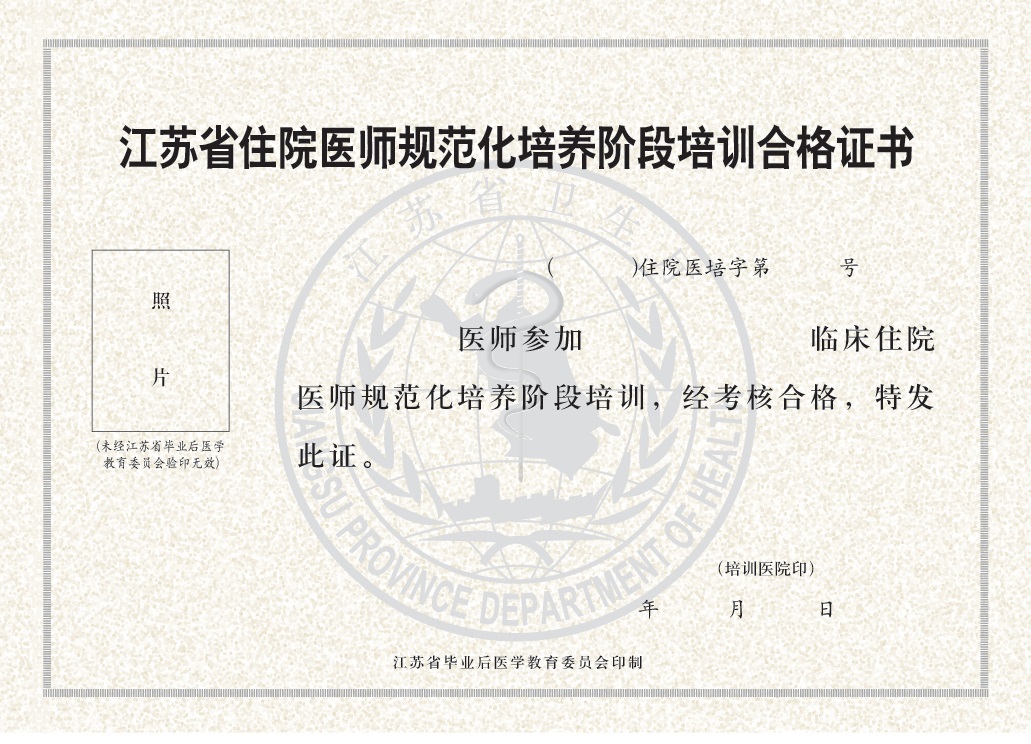 江苏省住院医师规范化培养阶段培训合格证书
江苏省卫生
( )住院医培字第 号
照
片
医师参加 临床住院
医师规范化培养阶段培训，经考核合格，特发
此证。
(未经江苏省毕业后医学
教育委员会验印无效)
JIANGSU PROVINCE DEPARTMENT OF HEALTH
(培训医院印)
年 月 日
江苏省毕业后医学教育委员会印制